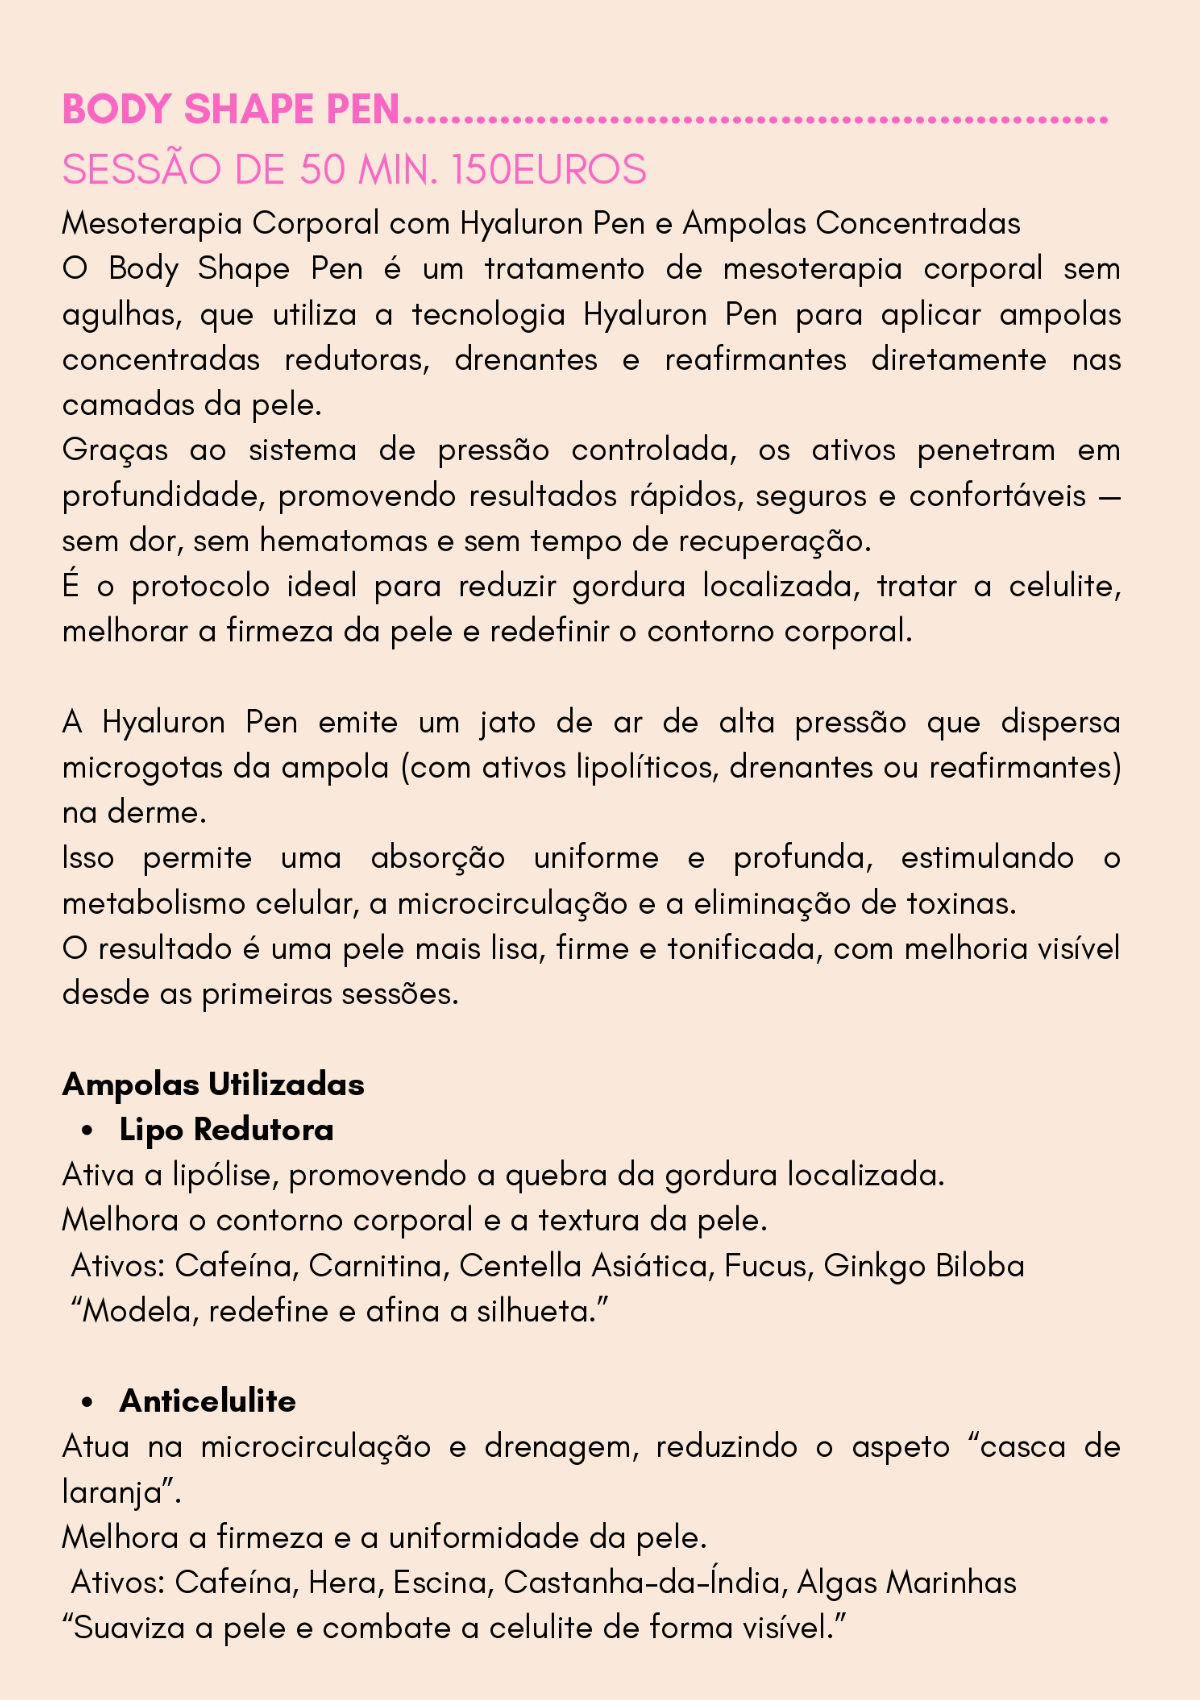 BODY SHAPE PEN..........................................................
SESSÃO DE 50 MIN. 150EUROS
Mesoterapia Corporal com Hyaluron Pen e Ampolas Concentradas
O Body Shape Pen é um tratamento de mesoterapia corporal sem
agulhas, que utiliza a tecnologia Hyaluron Pen para aplicar ampolas
concentradas redutoras, drenantes e reafirmantes diretamente nas
camadas da pele.
Graças ao sistema de pressão controlada, os ativos penetram em
profundidade, promovendo resultados rápidos, seguros e confortáveis —
sem dor, sem hematomas e sem tempo de recuperação.
É o protocolo ideal para reduzir gordura localizada, tratar a celulite,
melhorar a firmeza da pele e redefinir o contorno corporal.
A Hyaluron Pen emite um jato de ar de alta pressão que dispersa
microgotas da ampola (com ativos lipolíticos, drenantes ou reafirmantes)
na derme.
Isso permite uma absorção uniforme e profunda, estimulando o
metabolismo celular, a microcirculação e a eliminação de toxinas.
O resultado é uma pele mais lisa, firme e tonificada, com melhoria visível
desde as primeiras sessões.
Ampolas Utilizadas
• Lipo Redutora
Ativa a lipólise, promovendo a quebra da gordura localizada.
Melhora o contorno corporal e a textura da pele.
Ativos: Cafeína, Carnitina, Centella Asiática, Fucus, Ginkgo Biloba
“Modela, redefine e afina a silhueta.”
• Anticelulite
Atua na microcirculação e drenagem, reduzindo o aspeto “casca de
laranja”.
Melhora a firmeza e a uniformidade da pele.
Ativos: Cafeína, Hera, Escina, Castanha-da-Índia, Algas Marinhas
“Suaviza a pele e combate a celulite de forma visível.”